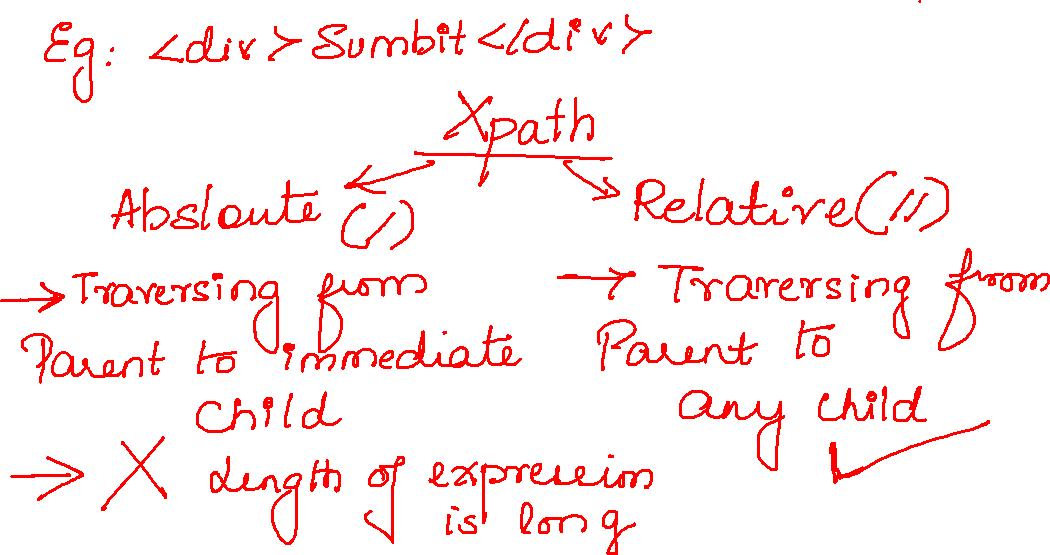 Eg: <div>Sumbit</div>
Xpath
Absloute (/)
→ Traversing from
Parent to immediate
Child
→ X Length of expression
is long
Relative(//)
→ Traversing from
Parent to
any child